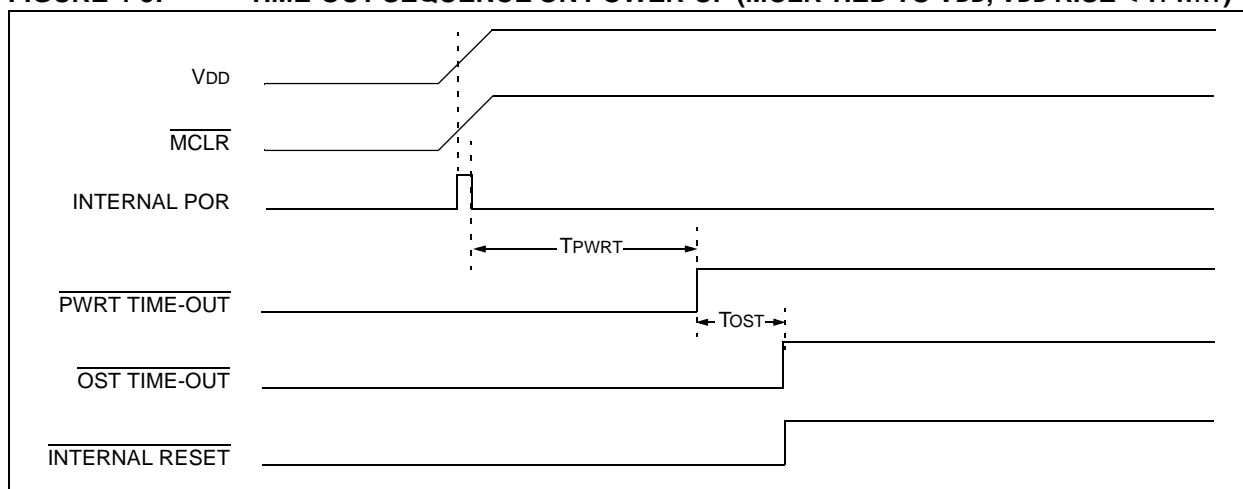 VDD
MCLR
INTERNAL POR
TPWRT
PWRT TIME-OUT
TOST
OST TIME-OUT
INTERNAL RESET